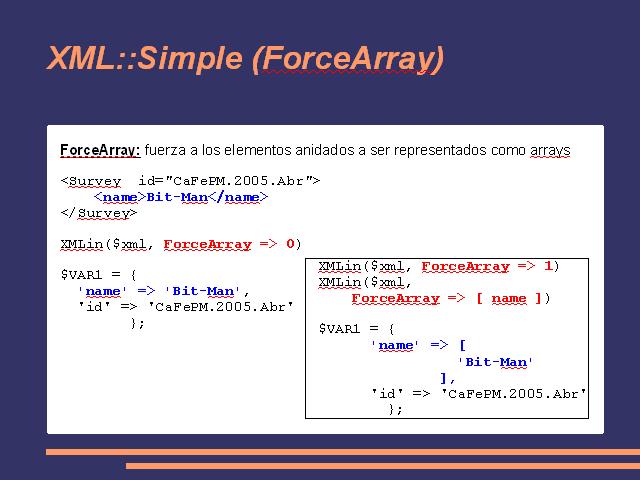 XML::Simple (ForceArray)
ForceArray: fuerza a los elementos anidados a ser representados como arrays
<Survey  id="CaFePM.2005.Abr">
    <name>Bit-Man</name>
</Survey>
XMLin($xml, ForceArray => 0)
$VAR1 = {
  'name' => 'Bit-Man',
  'id' => 'CaFePM.2005.Abr'
        };
XMLin($xml, ForceArray => 1)
XMLin($xml,
    ForceArray => [ name ])
$VAR1 = {
      'name' => [
                'Bit-Man'
              ],
      'id' => 'CaFePM.2005.Abr'
        };